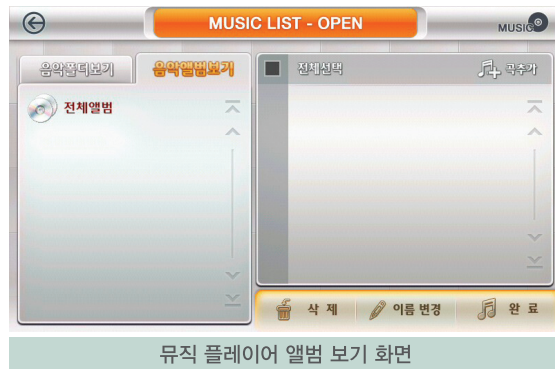 MUSIC LIST - OPEN
MUSIC
음악폴더보기
음악앨범보기
전체선택
곡추가
전체앨범
삭 제
이름 변경
완 료
뮤직 플레이어 앨범 보기 화면